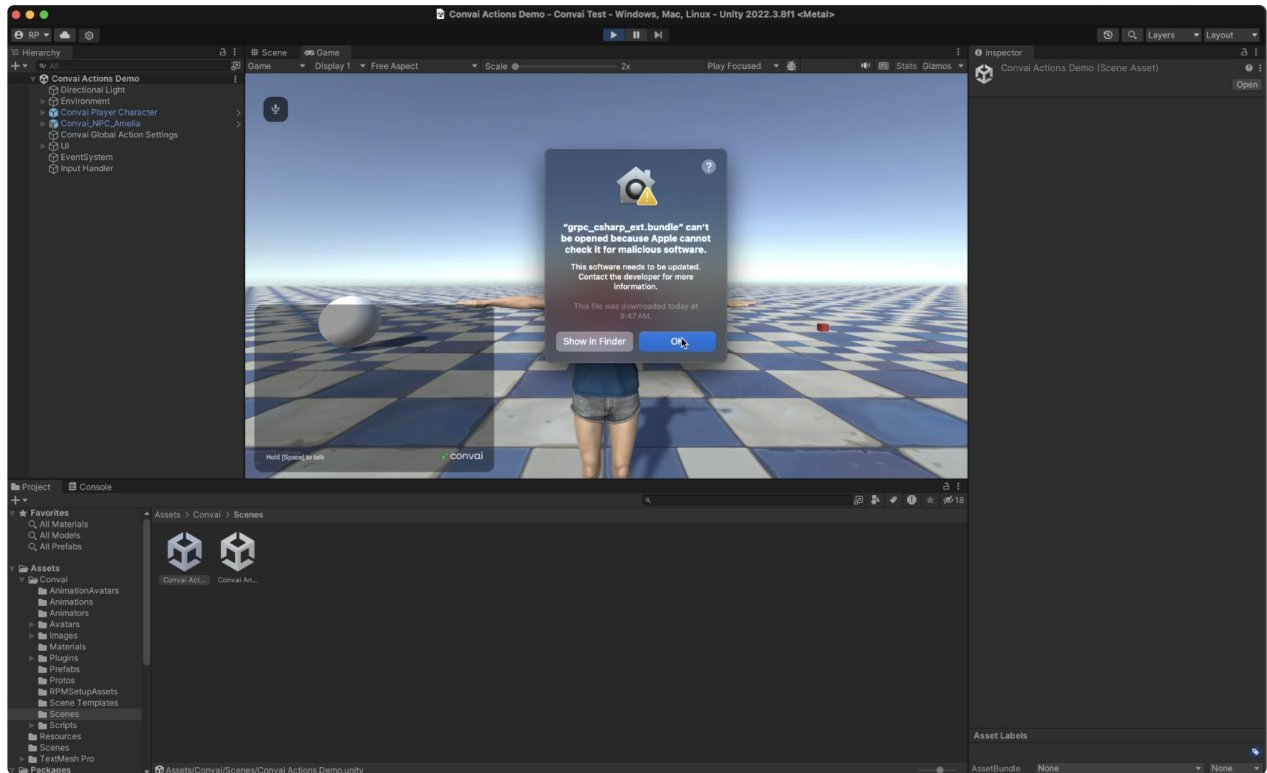 Convai Actions Demo - Convai Test - Windows, Mac, Linux - Unity 2022.3.8f1 <Metal>
RP
Layers
Layout
Hierarchy
All
Convai Actions Demo
Directional Light
Environment
Convai Player Character
Convai_NPC_Amelia
Convai Global Action Settings
UI
EventSystem
Input Handler
Scene
Game
Game
Display 1
Free Aspect
Scale
2x
Play Focused
Stats
Gizmos
"grpc_csharp_ext.bundle" can't
be opened because Apple cannot
check it for malicious software.
This software needs to be updated.
Contact the developer for more
information.
This file was downloaded today at
9:47 AM.
Show in Finder
OK
Hold [Space] to talk
convai
Inspector
Convai Actions Demo (Scene Asset)
Open
Project
Console
18
Favorites
All Materials
All Models
All Prefabs
Assets
Convai
AnimationAvatars
Animations
Animators
Avatars
Images
Materials
Plugins
Prefabs
Protos
RPMSetupAssets
Scene Templates
Scenes
Scripts
Resources
Scenes
TextMesh Pro
Packages
Assets > Convai > Scenes
Convai Act...
Convai An...
Assets/Convai/Scenes/Convai Actions Demo.unity
Asset Labels
AssetBundle
None
None